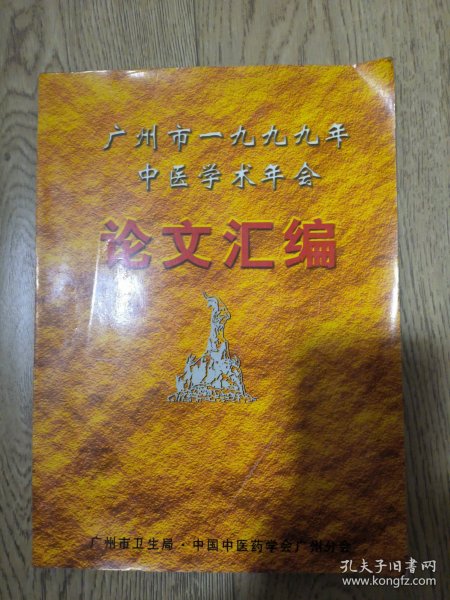 广州市一九九九年
中医学术年会
论文汇编
广州市卫生局·中国中医药学会广州分会
孔夫子旧书网
www.kongfz.com